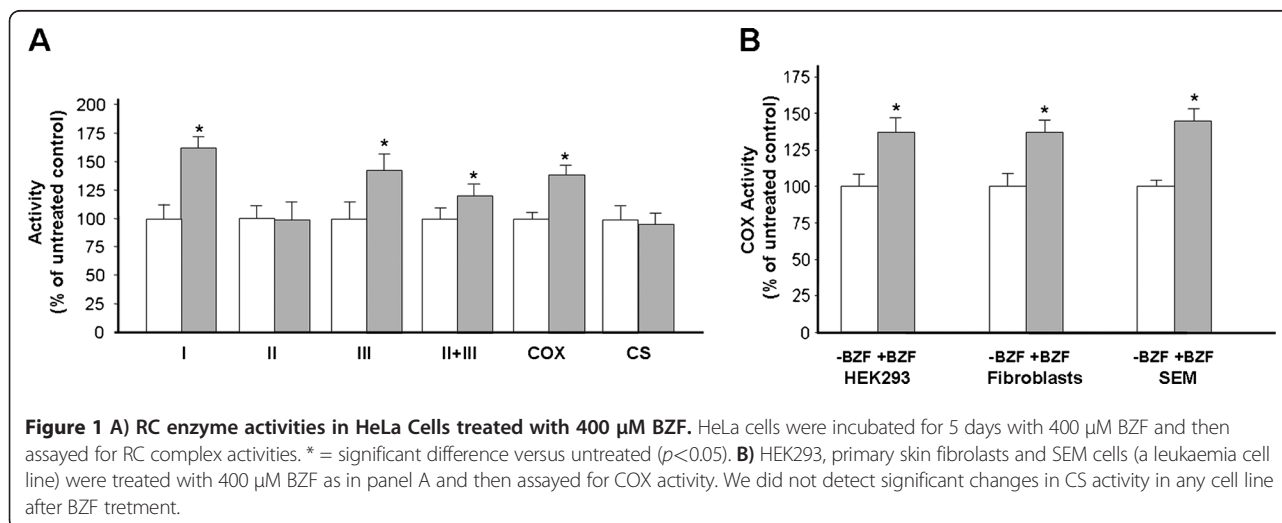 A
Activity
(% of untreated control)
200
175
150
125
100
75
50
25
0
*
*
*
*
I II III II+III COX CS
B
COX Activity
(% of untreated control)
175
150
125
100
75
50
25
0
*
*
*
-BZF +BZF -BZF +BZF -BZF +BZF
HEK293 Fibroblasts SEM
Figure 1 A) RC enzyme activities in HeLa Cells treated with 400 μM BZF. HeLa cells were incubated for 5 days with 400 μM BZF and then
assayed for RC complex activities. * = significant difference versus untreated (p<0.05). B) HEK293, primary skin fibrolasts and SEM cells (a leukaemia cell
line) were treated with 400 μM BZF as in panel A and then assayed for COX activity. We did not detect significant changes in CS activity in any cell line
after BZF tretment.